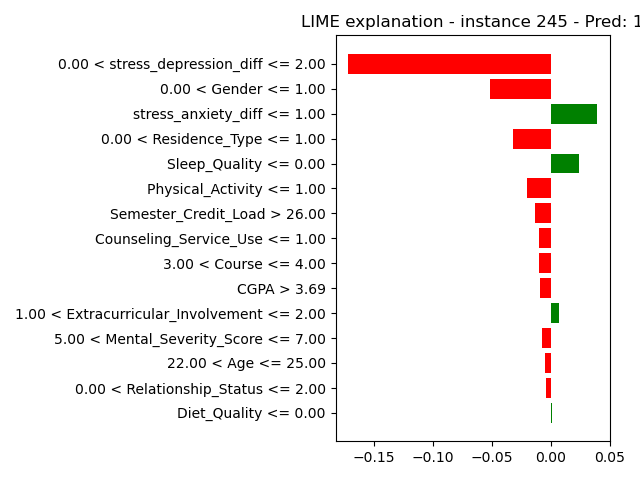 LIME explanation - instance 245 - Pred: 1
0.00 < stress_depression_diff <= 2.00
0.00 < Gender <= 1.00
stress_anxiety_diff <= 1.00
0.00 < Residence_Type <= 1.00
Sleep_Quality <= 0.00
Physical_Activity <= 1.00
Semester_Credit_Load > 26.00
Counseling_Service_Use <= 1.00
3.00 < Course <= 4.00
CGPA > 3.69
1.00 < Extracurricular_Involvement <= 2.00
5.00 < Mental_Severity_Score <= 7.00
22.00 < Age <= 25.00
0.00 < Relationship_Status <= 2.00
Diet_Quality <= 0.00
−0.15 −0.10 −0.05 0.00 0.05